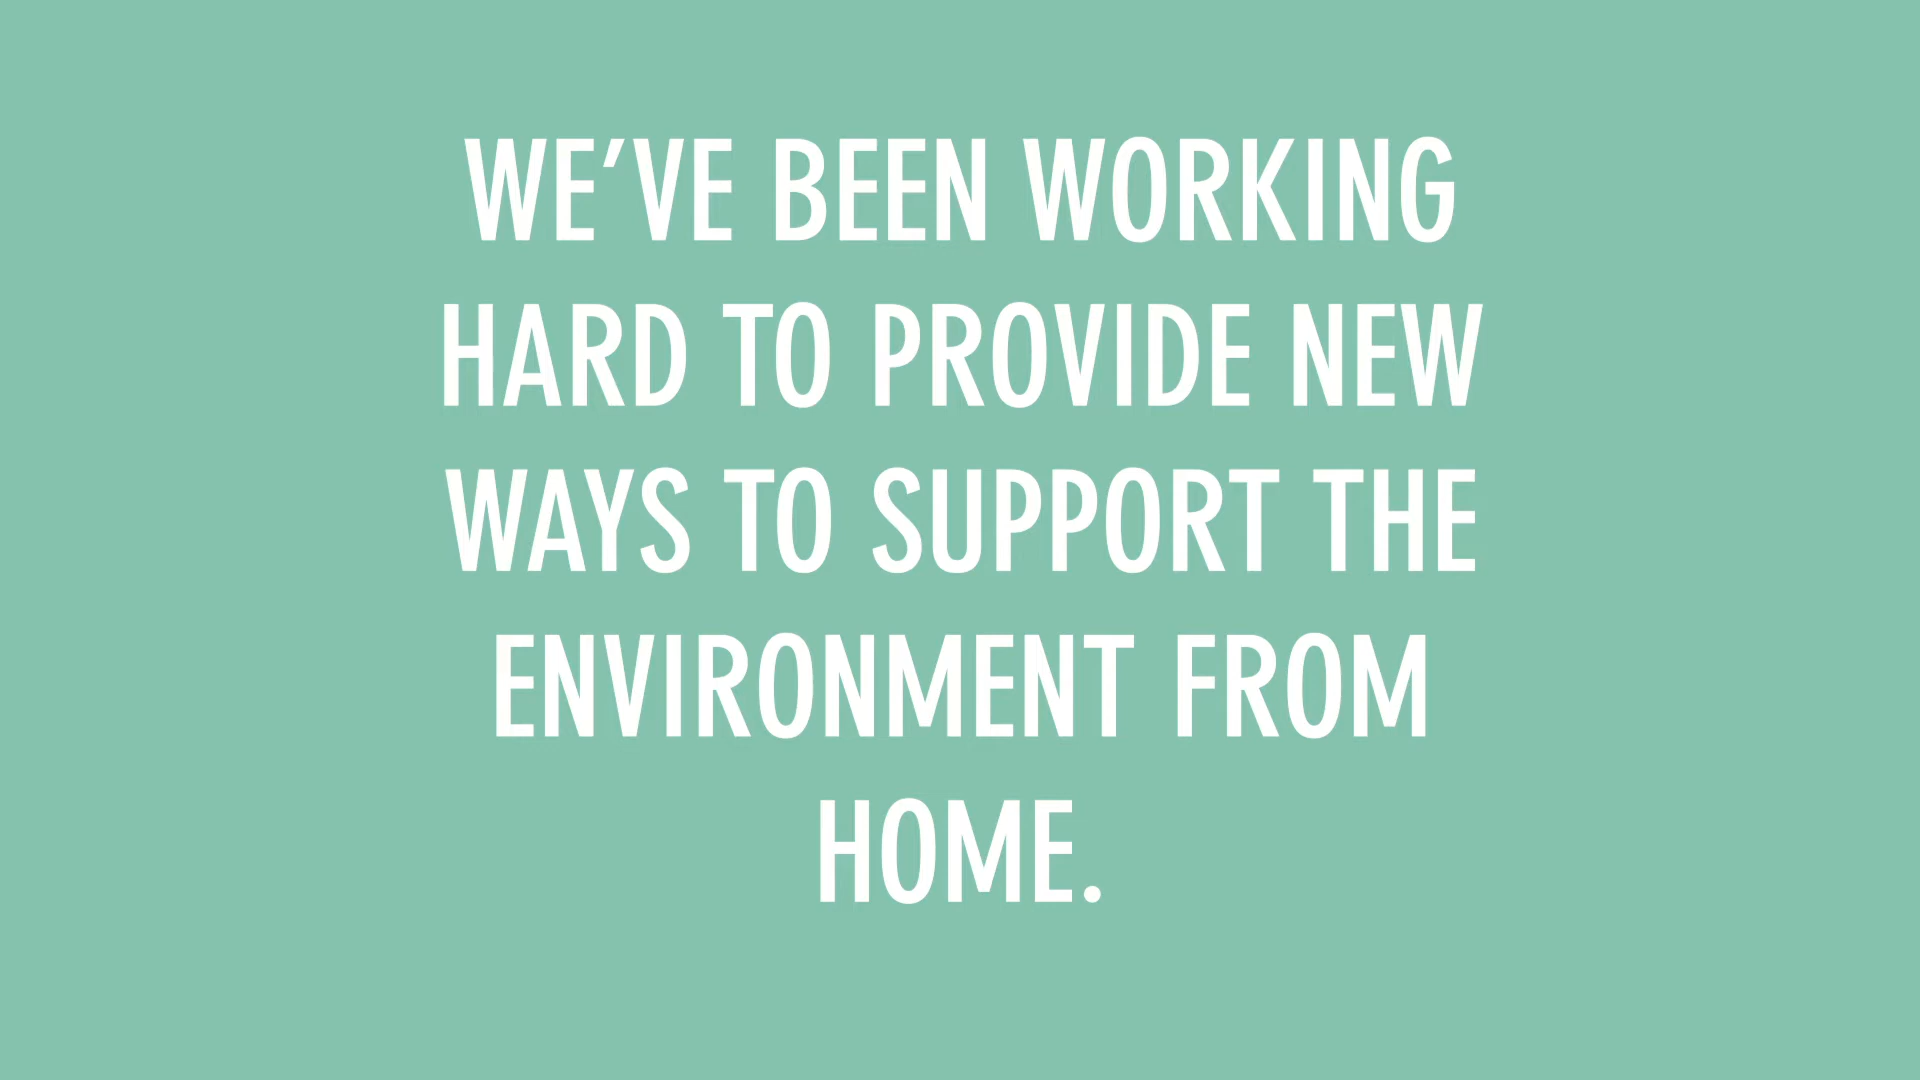 WE’VE BEEN WORKING
HARD TO PROVIDE NEW
WAYS TO SUPPORT THE
ENVIRONMENT FROM
HOME.